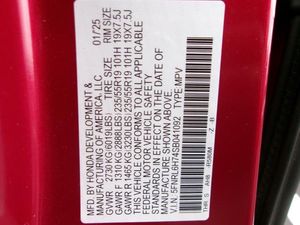 MFD BY HONDA DEVELOPMENT &
MANUFACTURING OF AMERICA, LLC 01/25
GVWR 2730 KG 6019 LBS TIRE SIZE RIM SIZE
GAWR F 1310 KG 2888 LBS 235/55R19 101H 19X7.5J
GAWR R 1465 KG 3230 LBS 235/55R19 101H 19X7.5J
THIS VEHICLE CONFORMS TO ALL APPLICABLE
FEDERAL MOTOR VEHICLE SAFETY
STANDARDS IN EFFECT ON THE DATE OF
MANUFACTURE SHOWN ABOVE.
V.I.N. TYPE MPV